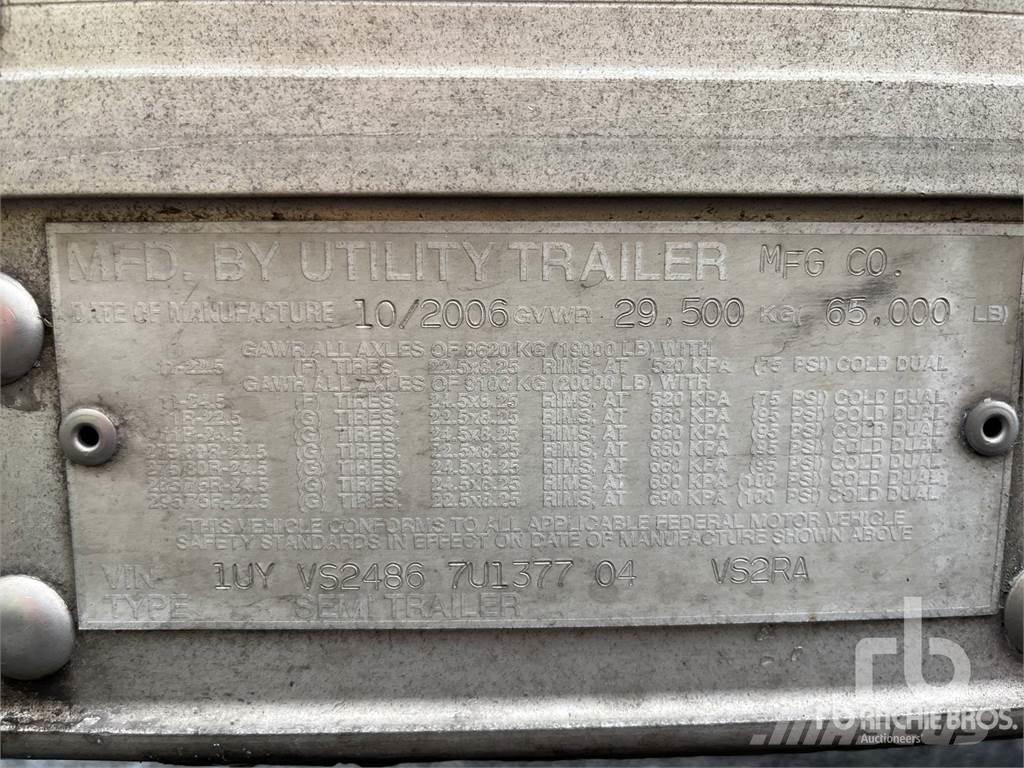 MFD. BY UTILITY TRAILER MFG CO.
DATE OF MANUFACTURE 10/2006 GVWR 29,500 KG( 65,000 LB)
GAWR ALL AXLES OF 8620 KG (19000 LB) WITH
11-22.5 (F) TIRES, 22.5x8.25 RIMS, AT 520 KPA (75 PSI) COLD DUAL
GAWR ALL AXLES OF 9100 KG (20000 LB) WITH
11-24.5 (F) TIRES, 24.5x8.25 RIMS, AT 520 KPA (75 PSI) COLD DUAL
(G) TIRES, 22.5x8.25 RIMS, AT 660 KPA (95 PSI) COLD DUAL
(G) TIRES, 24.5x8.25 RIMS, AT 660 KPA (95 PSI) COLD DUAL
(G) TIRES, 22.5x8.25 RIMS, AT 660 KPA (95 PSI) COLD DUAL
(G) TIRES, 24.5x8.25 RIMS, AT 660 KPA (95 PSI) COLD DUAL
(G) TIRES, 24.5x8.25 RIMS, AT 690 KPA (100 PSI) COLD DUAL
(G) TIRES, 22.5x8.25 RIMS, AT 690 KPA (100 PSI) COLD DUAL
THIS VEHICLE CONFORMS TO ALL APPLICABLE FEDERAL MOTOR VEHICLE
SAFETY STANDARDS IN EFFECT ON DATE OF MANUFACTURE SHOWN ABOVE
VIN 1UY VS2486 7U1377 04 VS2RA
TYPE SEMI TRAILER
rb
RITCHIE BROS.
Auctioneers